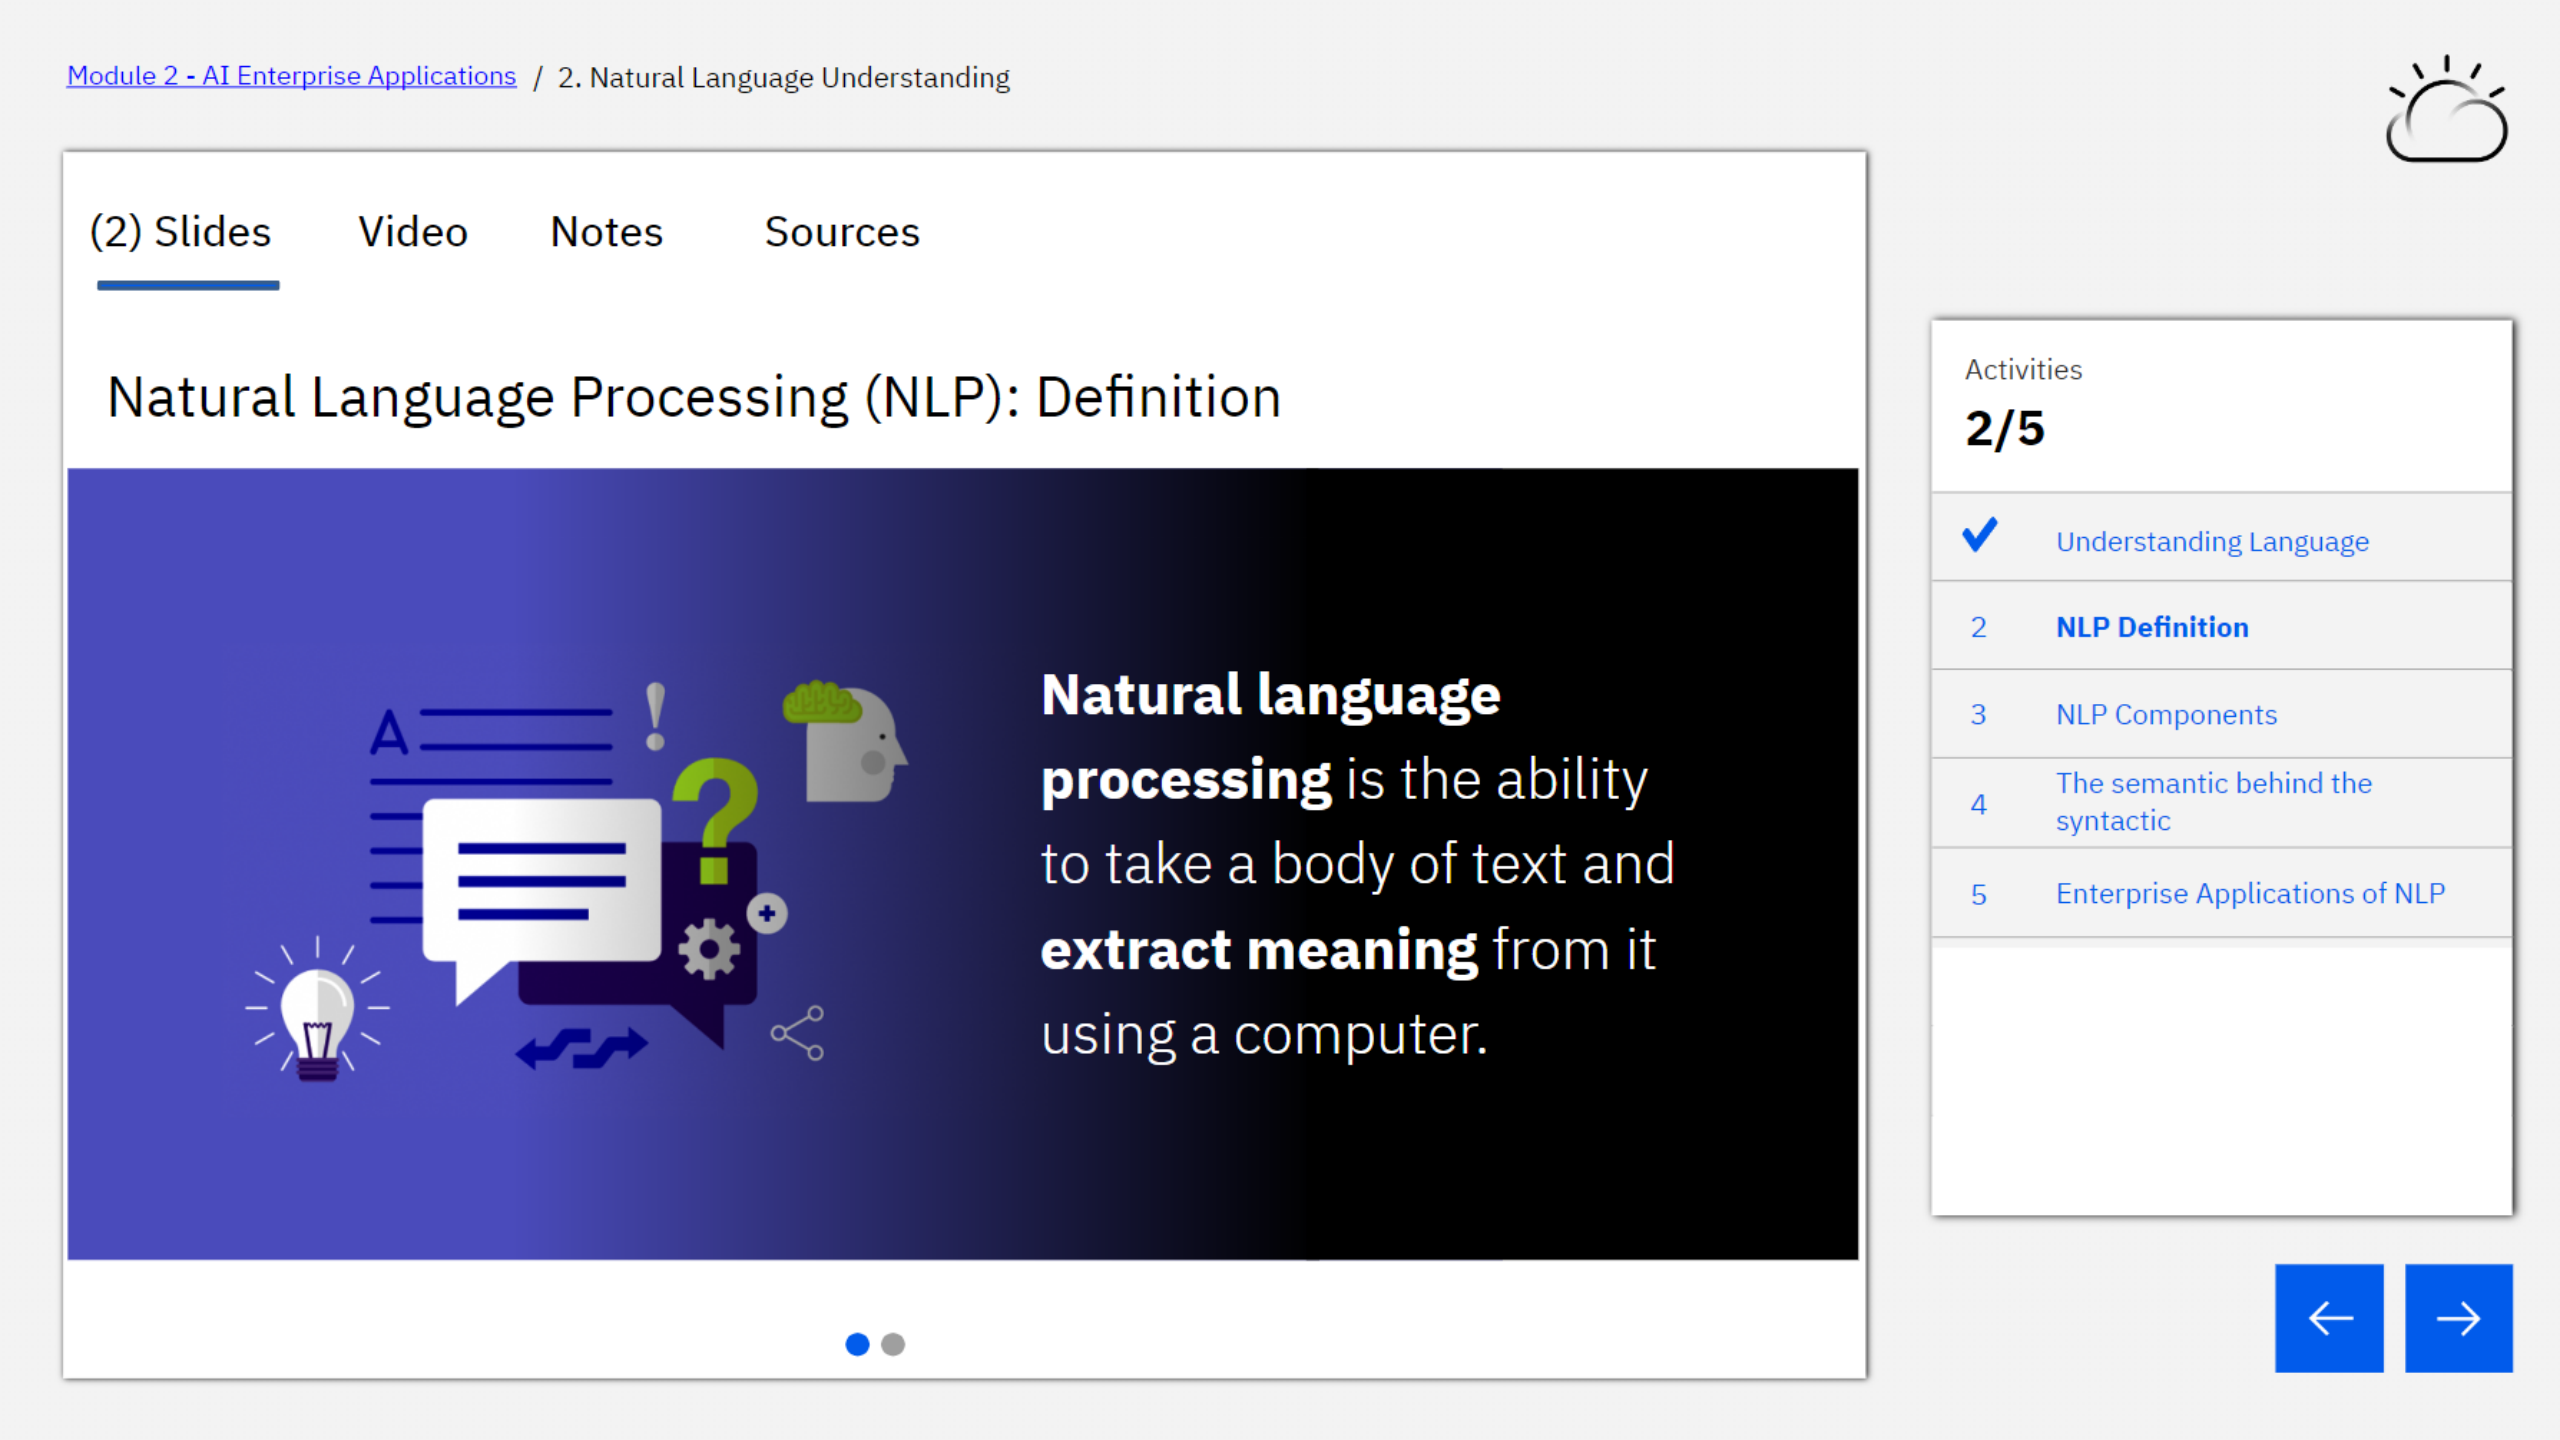 Module 2 - AI Enterprise Applications / 2. Natural Language Understanding
(2) Slides Video Notes Sources
Natural Language Processing (NLP): Definition
A
!
?
Natural language
processing is the ability
to take a body of text and
extract meaning from it
using a computer.
Activities
2/5
Understanding Language
2 NLP Definition
3 NLP Components
4 The semantic behind the
syntactic
5 Enterprise Applications of NLP